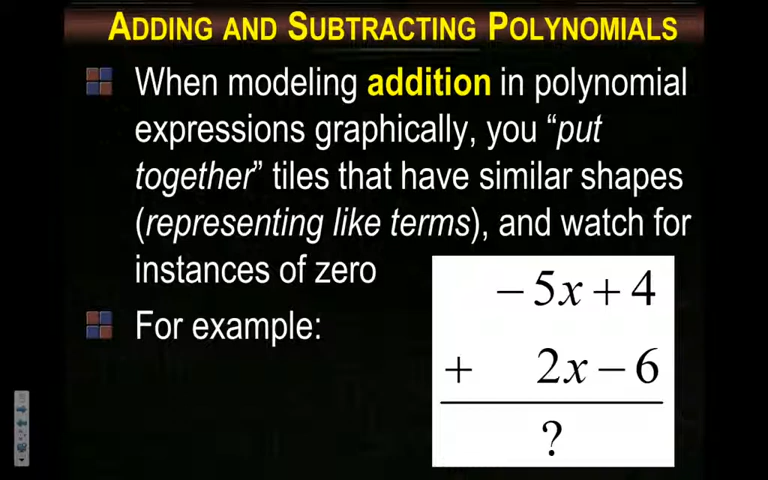 ADDING AND SUBTRACTING POLYNOMIALS
When modeling addition in polynomial
expressions graphically, you “put
together” tiles that have similar shapes
(representing like terms), and watch for
instances of zero
For example:
−5x+4
+ 2x−6
?